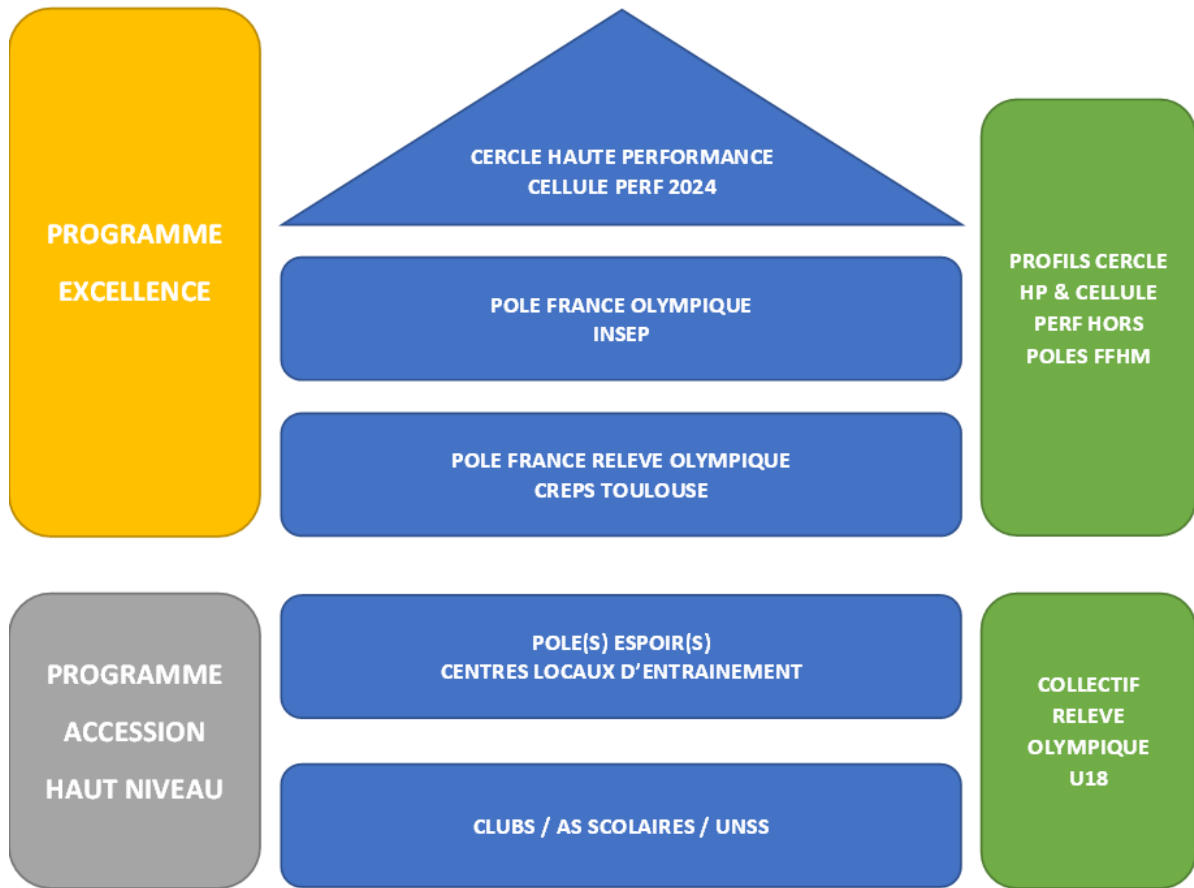 PROGRAMME
EXCELLENCE
CERCLE HAUTE PERFORMANCE
CELLULE PERF 2024
POLE FRANCE OLYMPIQUE
INSEP
POLE FRANCE RELEVE OLYMPIQUE
CREPS TOULOUSE
PROFILS CERCLE
HP & CELLULE
PERF HORS
POLES FFHM
PROGRAMME
ACCESSION
HAUT NIVEAU
POLE(S) ESPOIR(S)
CENTRES LOCAUX D’ENTRAINEMENT
CLUBS / AS SCOLAIRES / UNSS
COLLECTIF
RELEVE
OLYMPIQUE
U18